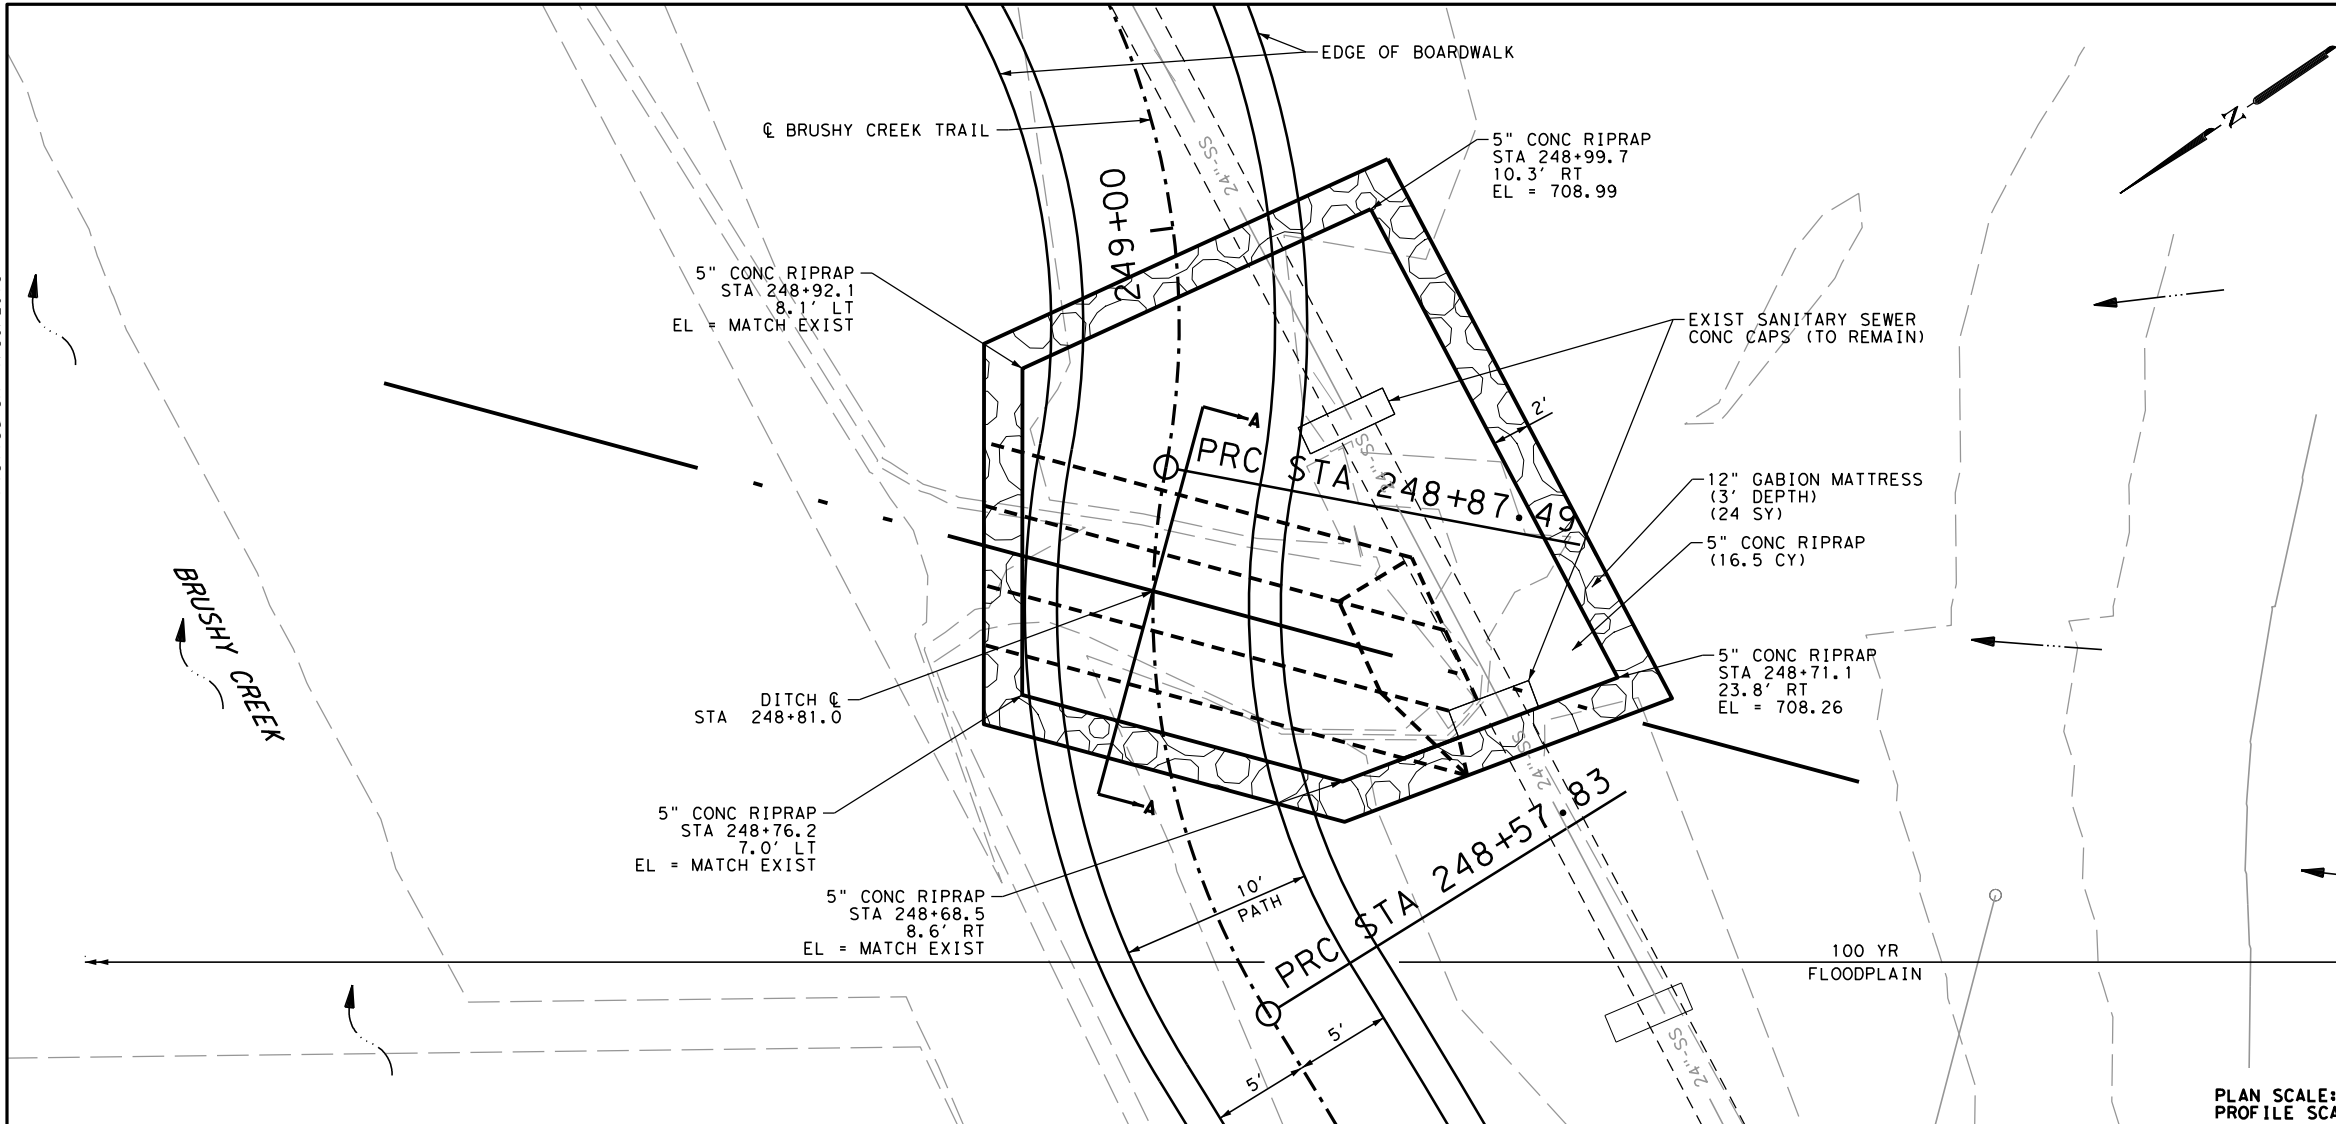 EDGE OF BOARDWALK
℄ BRUSHY CREEK TRAIL
N
5" CONC RIPRAP
STA 248+99.7
10.3' RT
EL = 708.99
24"-SS
249+00
5" CONC RIPRAP
STA 248+92.1
8.1' LT
EL = MATCH EXIST
EXIST SANITARY SEWER
CONC CAPS (TO REMAIN)
2'
A
PRC STA 248+87.49
24"-SS
12" GABION MATTRESS
(3' DEPTH)
(24 SY)
5" CONC RIPRAP
(16.5 CY)
BRUSHY CREEK
5" CONC RIPRAP
STA 248+71.1
23.8' RT
EL = 708.26
DITCH ℄
STA 248+81.0
24"-SS
A
5" CONC RIPRAP
STA 248+76.2
7.0' LT
EL = MATCH EXIST
PRC STA 248+57.83
5" CONC RIPRAP
STA 248+68.5
8.6' RT
EL = MATCH EXIST
10'
PATH
100 YR
FLOODPLAIN
5'
5'
24"-SS
PLAN SCALE:
PROFILE SCA